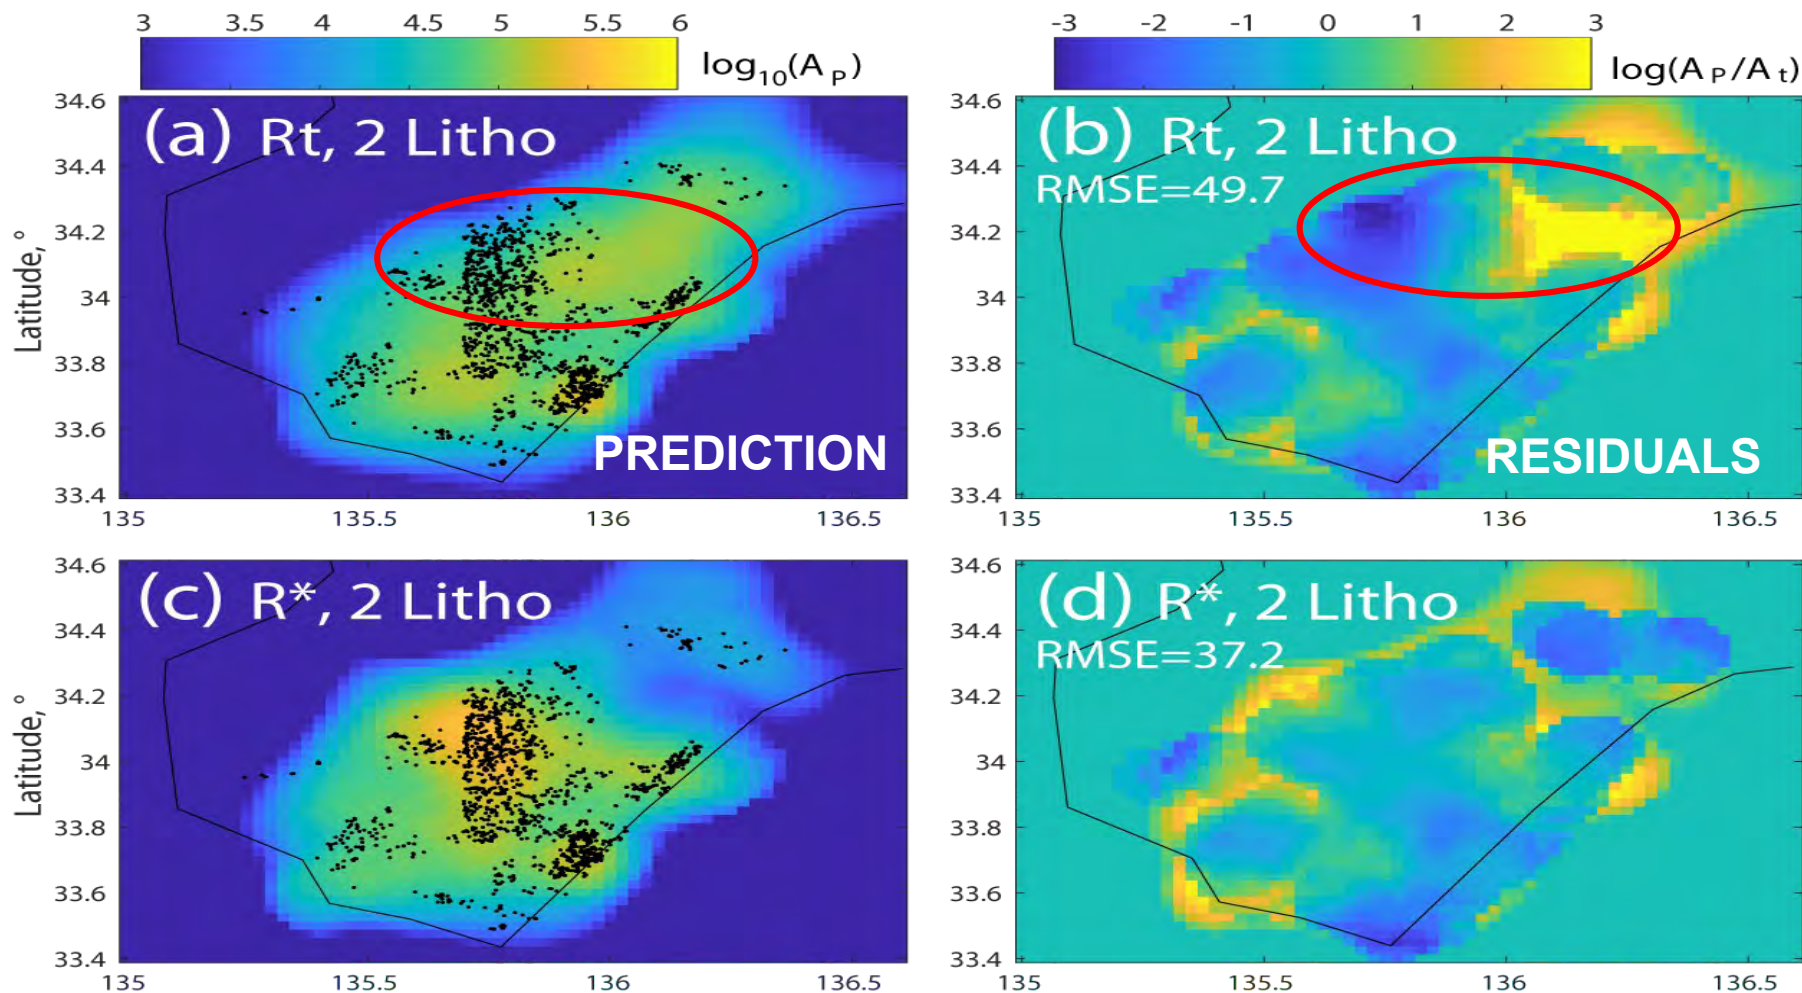 3 3.5 4 4.5 5 5.5 6
log₁₀(A P)
-3 -2 -1 0 1 2 3
log(A P/A t)
(a) Rt, 2 Litho
PREDICTION
Latitude, °
34.6
34.4
34.2
34
33.8
33.6
33.4
135 135.5 136 136.5
(b) Rt, 2 Litho
RMSE=49.7
RESIDUALS
34.6
34.4
34.2
34
33.8
33.6
33.4
135 135.5 136 136.5
(c) R*, 2 Litho
Latitude, °
34.6
34.4
34.2
34
33.8
33.6
33.4
135 135.5 136 136.5
(d) R*, 2 Litho
RMSE=37.2
34.6
34.4
34.2
34
33.8
33.6
33.4
135 135.5 136 136.5